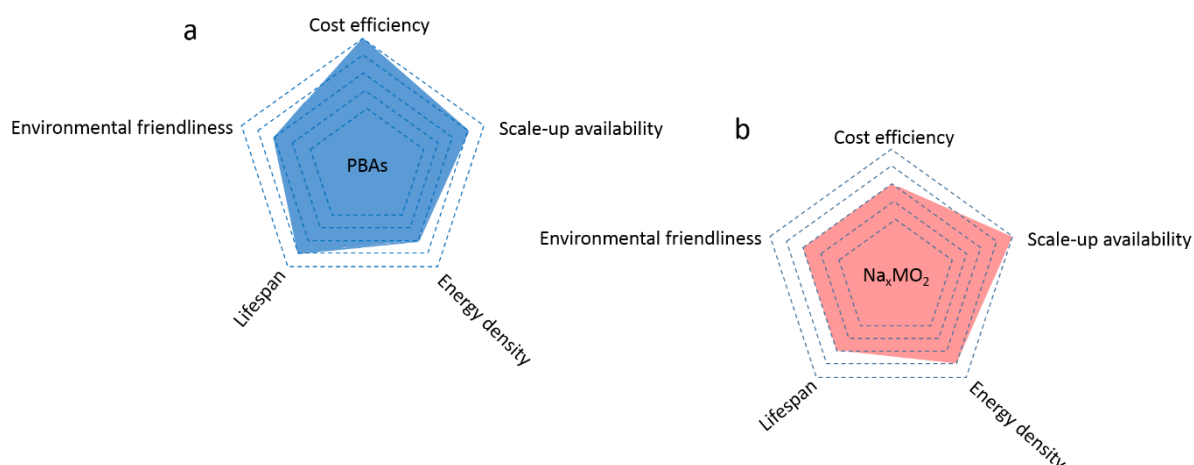 a
Cost efficiency
Environmental friendliness
Scale-up availability
PBAs
Lifespan
Energy density
b
Cost efficiency
Environmental friendliness
Scale-up availability
NaₓMO₂
Lifespan
Energy density